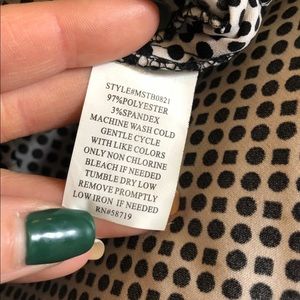 STYLE#MSTH0821
97%POLYESTER
3%SPANDEX
MACHINE WASH COLD
GENTLE CYCLE
WITH LIKE COLORS
ONLY NON CHLORINE
BLEACH IF NEEDED
TUMBLE DRY LOW
REMOVE PROMPTLY
LOW IRON IF NEEDED
RN#58719